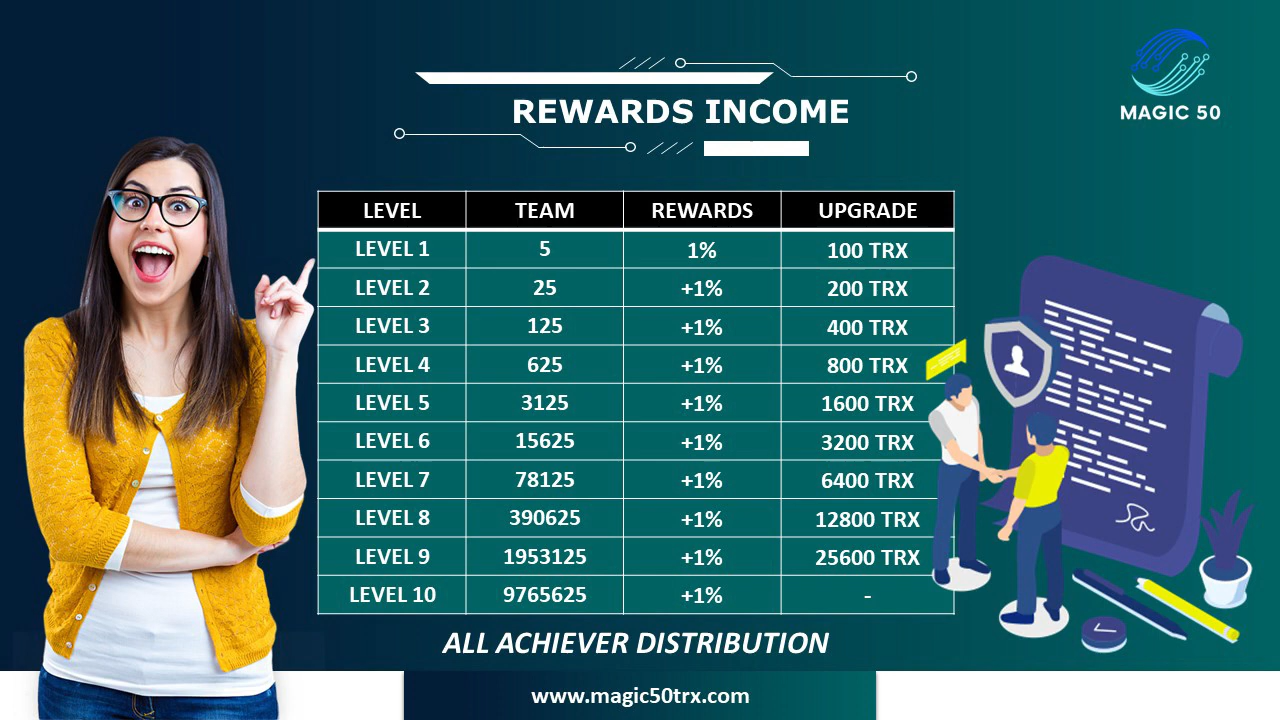 MAGIC 50
REWARDS INCOME
LEVEL TEAM REWARDS UPGRADE
LEVEL 1 5 1% 100 TRX
LEVEL 2 25 +1% 200 TRX
LEVEL 3 125 +1% 400 TRX
LEVEL 4 625 +1% 800 TRX
LEVEL 5 3125 +1% 1600 TRX
LEVEL 6 15625 +1% 3200 TRX
LEVEL 7 78125 +1% 6400 TRX
LEVEL 8 390625 +1% 12800 TRX
LEVEL 9 1953125 +1% 25600 TRX
LEVEL 10 9765625 +1% -
ALL ACHIEVER DISTRIBUTION
www.magic50trx.com